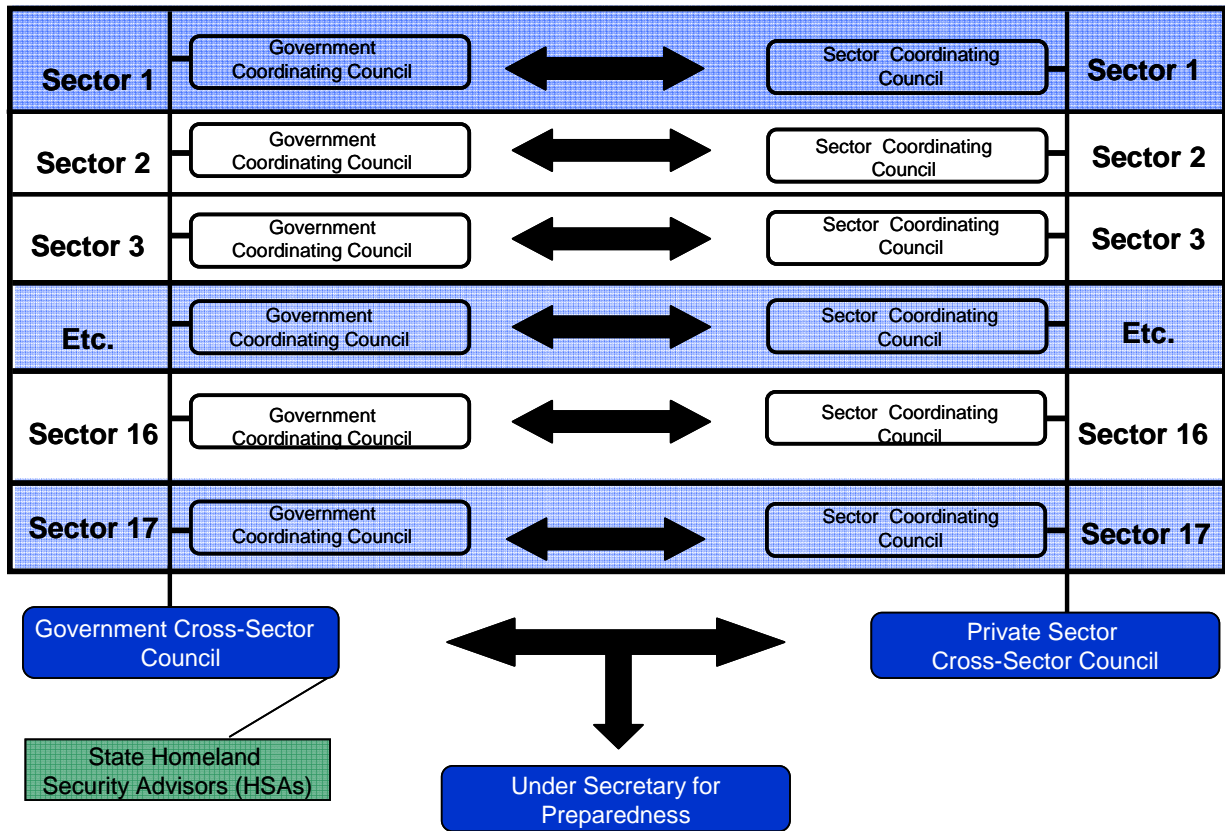 Sector 1
Government
Coordinating Council
Sector Coordinating
Council
Sector 1
Sector 2
Government
Coordinating Council
Sector Coordinating
Council
Sector 2
Sector 3
Government
Coordinating Council
Sector Coordinating
Council
Sector 3
Etc.
Government
Coordinating Council
Sector Coordinating
Council
Etc.
Sector 16
Government
Coordinating Council
Sector Coordinating
Council
Sector 16
Sector 17
Government
Coordinating Council
Sector Coordinating
Council
Sector 17
Government Cross-Sector
Council
Private Sector
Cross-Sector Council
State Homeland
Security Advisors (HSAs)
Under Secretary for
Preparedness